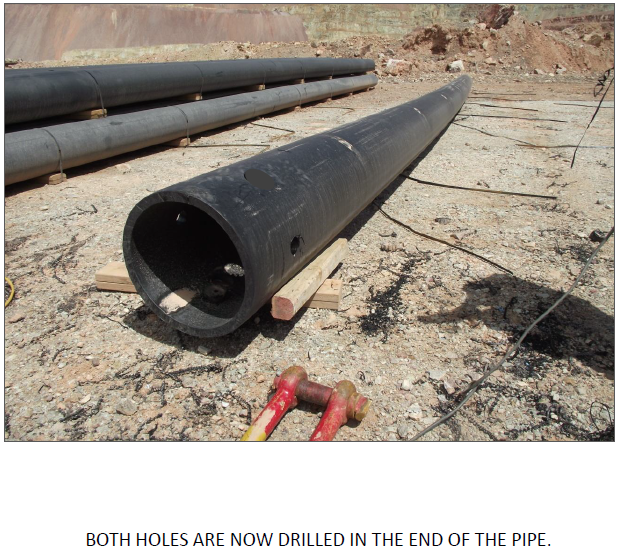 BOTH HOLES ARE NOW DRILLED IN THE END OF THE PIPE.